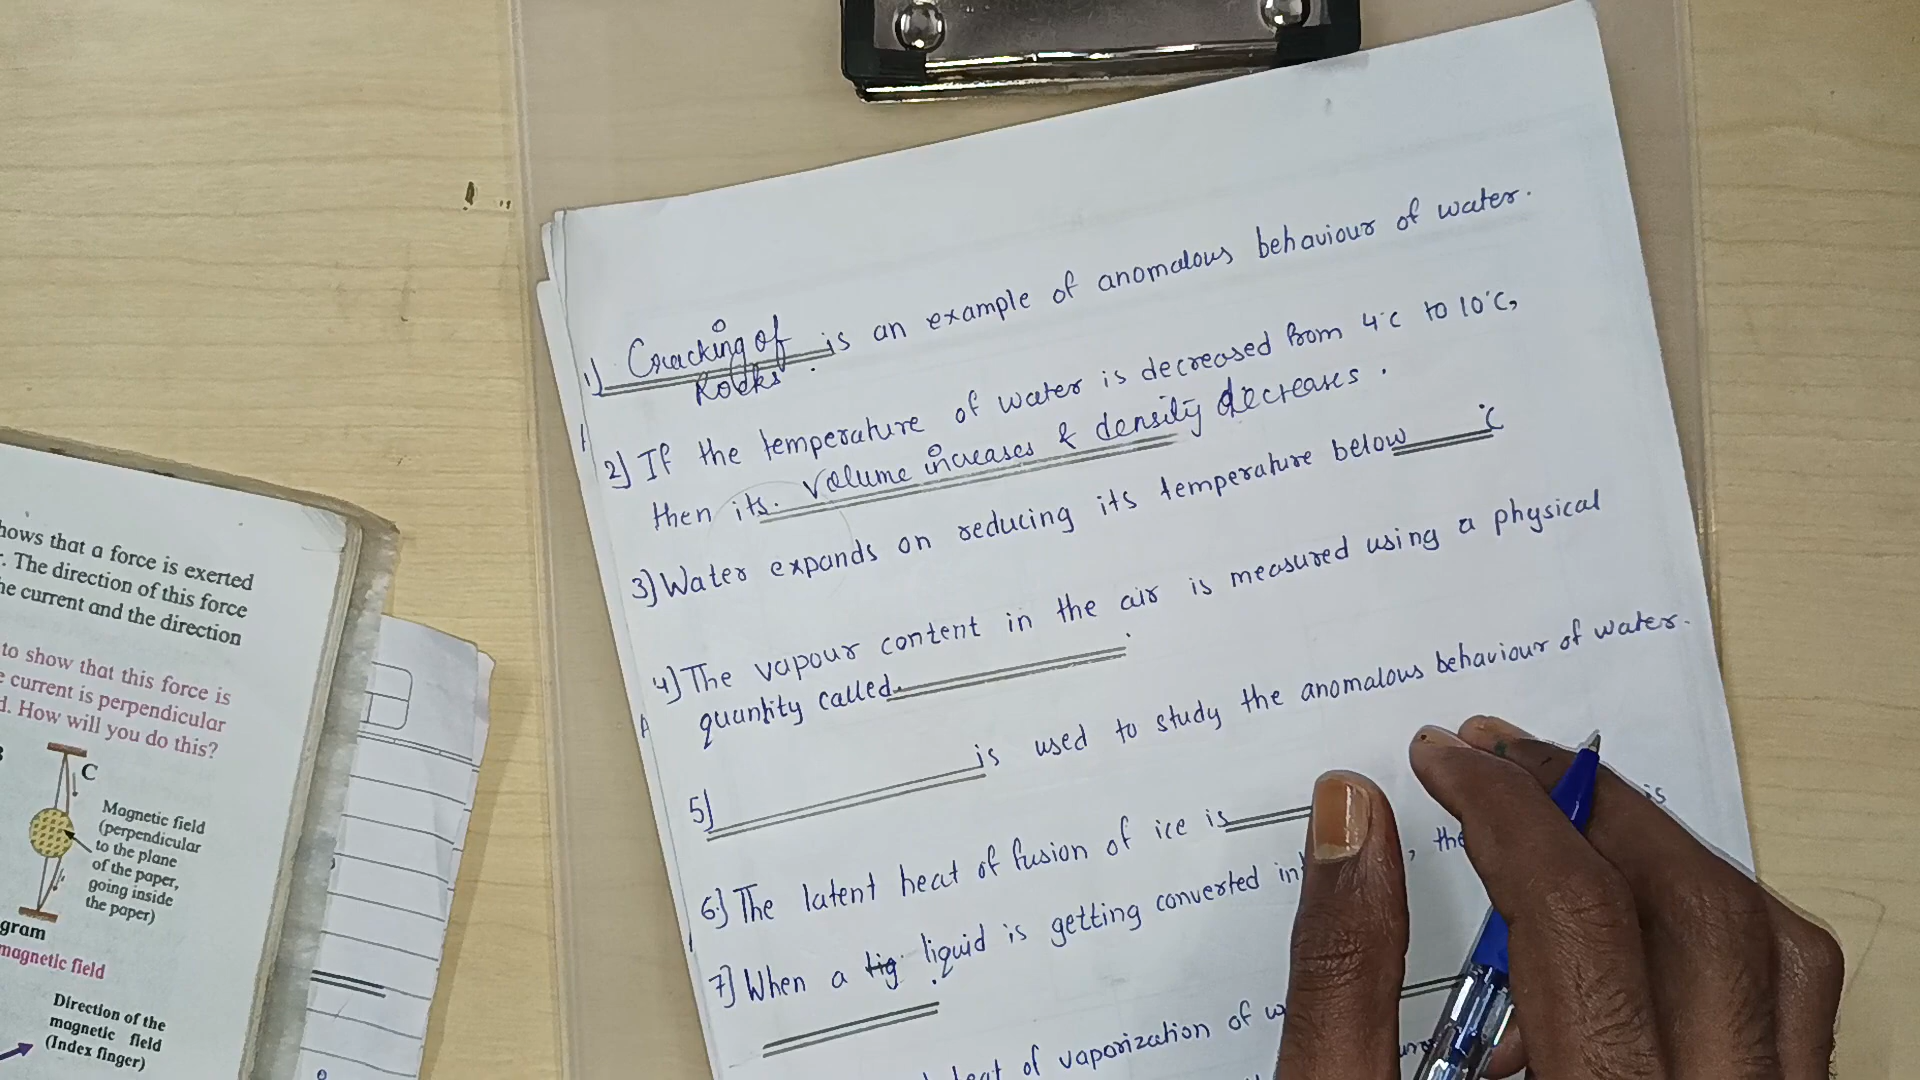 1) Cracking of
Rocks. is an example of anomalous behaviour of water.
2) If the temperature of water is decreased from 4°C to 10°C,
then its. Volume increases & density decreases.
3) Water expands on reducing its temperature below °C
4) The vapour content in the air is measured using a physical
quantity called.
5) is used to study the anomalous behaviour of water.
6.) The latent heat of fusion of ice is
7) When a lig liquid is getting converted the is
of vaporization of
hows that a force is exerted
. The direction of this force
he current and the direction
to show that this force is
e current is perpendicular
d. How will you do this?
C
Magnetic field
(perpendicular
to the plane
of the paper,
going inside
the paper)
gram
magnetic field
Direction of the
magnetic field
(Index finger)